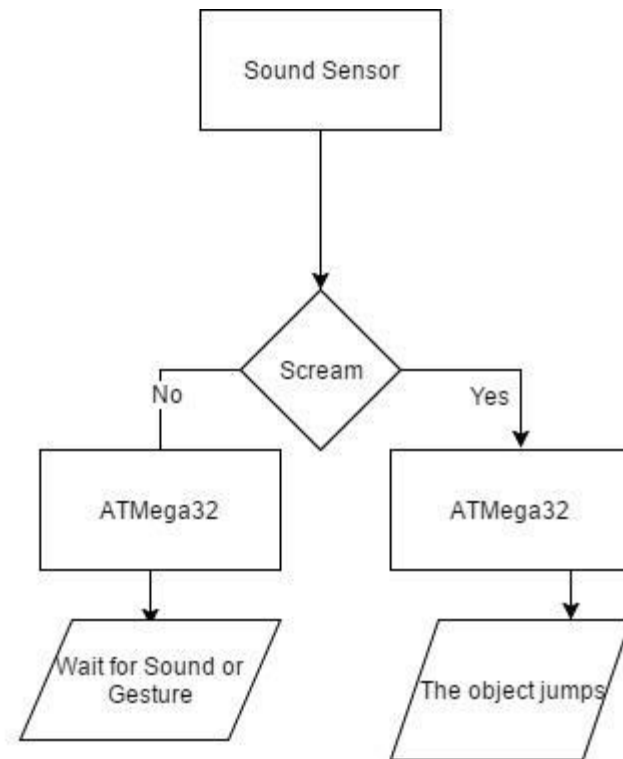 Sound Sensor
Scream
No
Yes
ATMega32
ATMega32
Wait for Sound or
Gesture
The object jumps